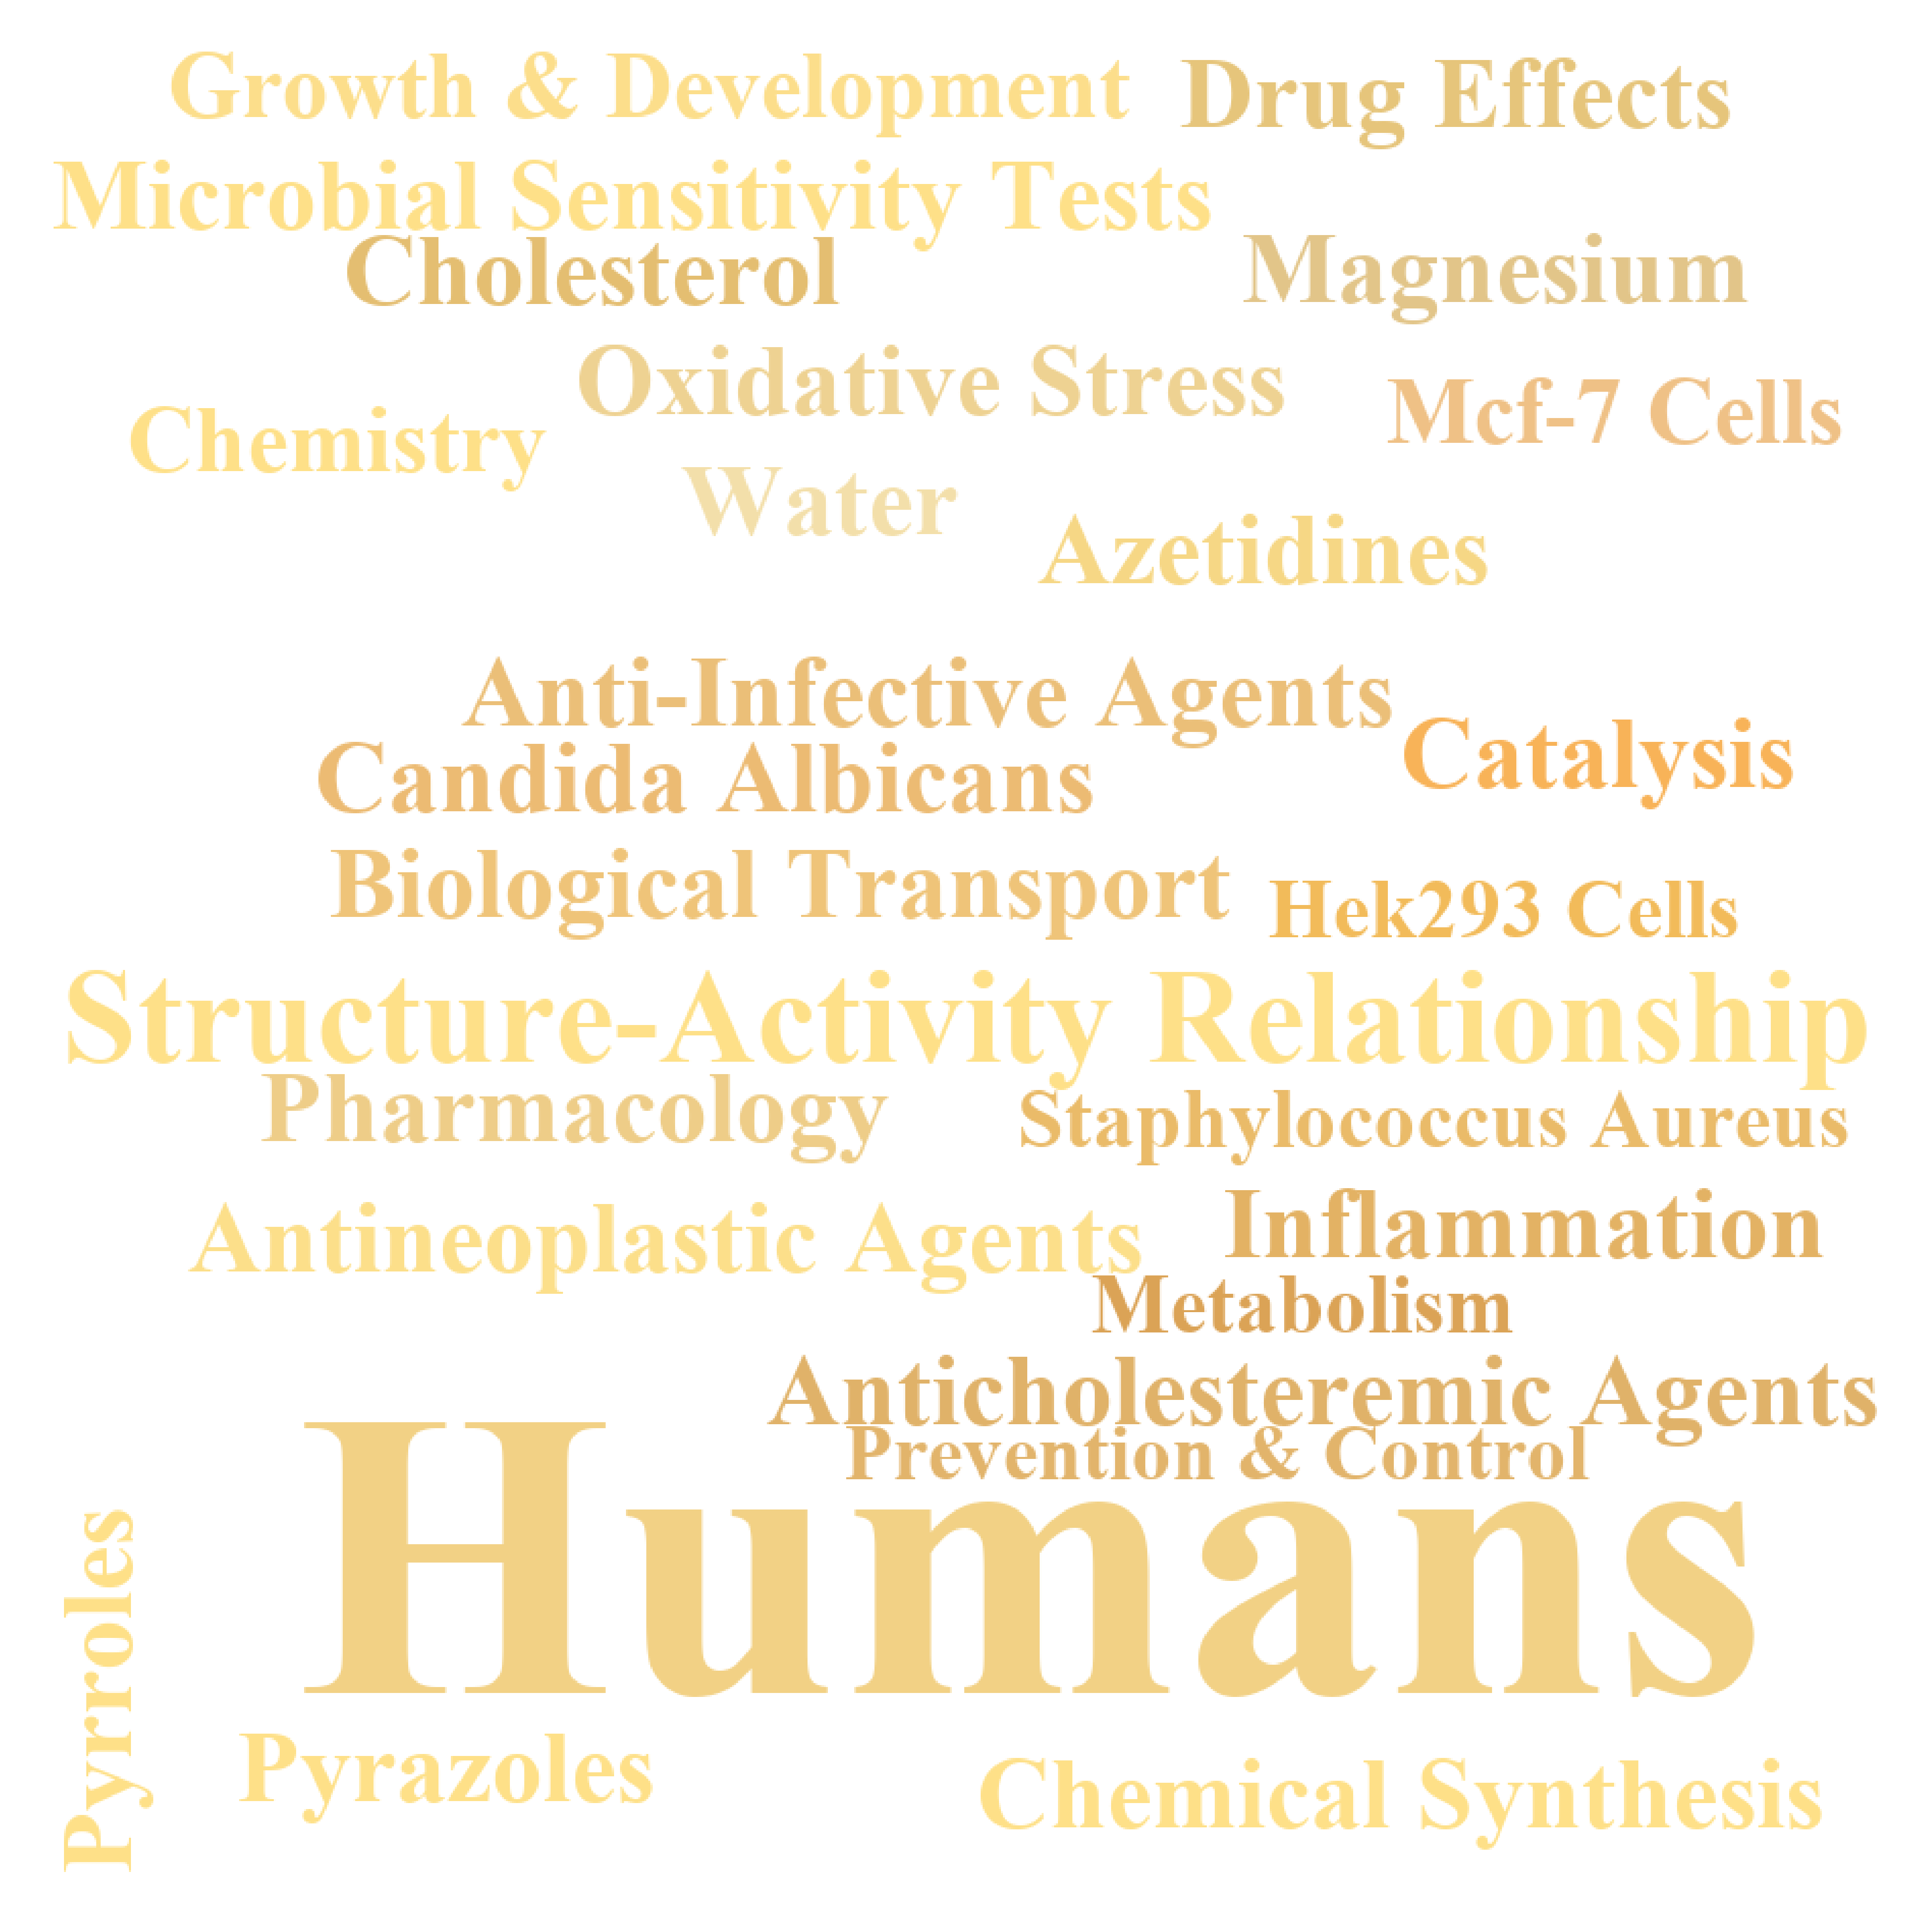 Growth & Development
Drug Effects
Microbial Sensitivity Tests
Cholesterol
Magnesium
Oxidative Stress
Mcf-7 Cells
Chemistry
Water
Azetidines
Anti-Infective Agents
Catalysis
Candida Albicans
Biological Transport
Hek293 Cells
Structure-Activity Relationship
Pharmacology
Staphylococcus Aureus
Antineoplastic Agents
Inflammation
Metabolism
Anticholesteremic Agents
Prevention & Control
Humans
Pyrroles
Pyrazoles
Chemical Synthesis